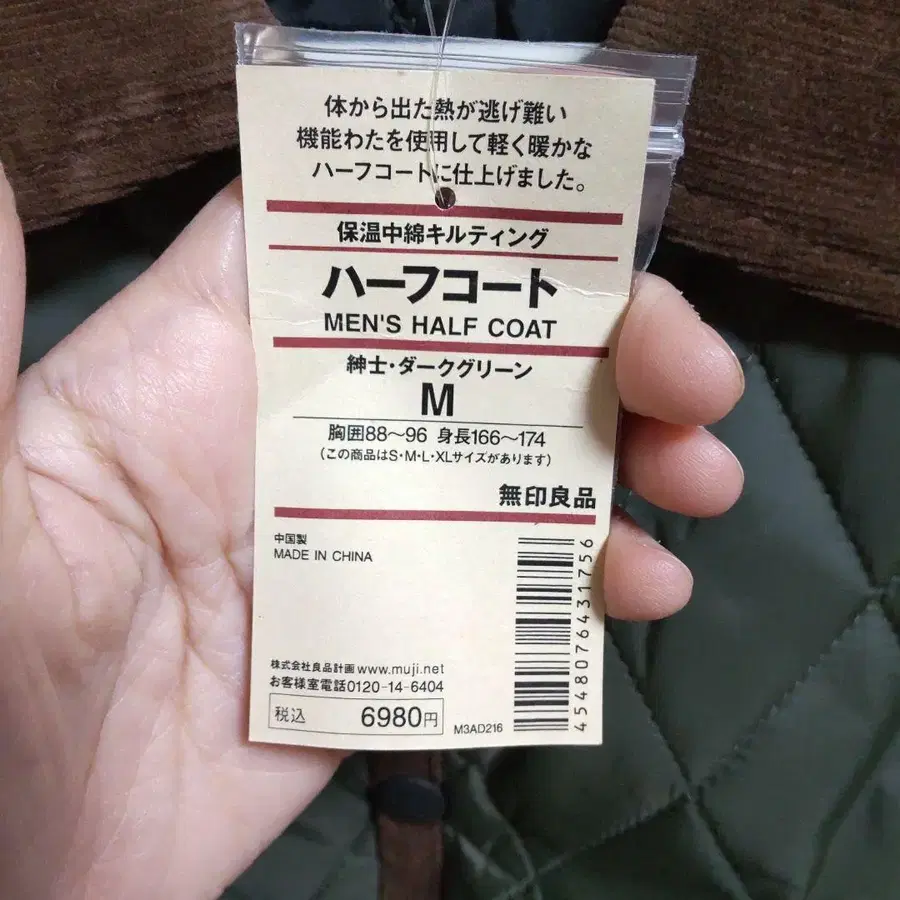 体から出た熱が逃げ難い
機能わたを使用して軽く暖かな
ハーフコートに仕上げました。
保温中綿キルティング
ハーフコート
MEN'S HALF COAT
紳士・ダークグリーン
M
胸囲88〜96 身長166〜174
(この商品はS・M・L・XLサイズがあります)
無印良品
中国製
MADE IN CHINA
株式会社良品計画 www.muji.net
お客様室電話0120-14-6404
税込 6980円
M3AD216
4548076431756